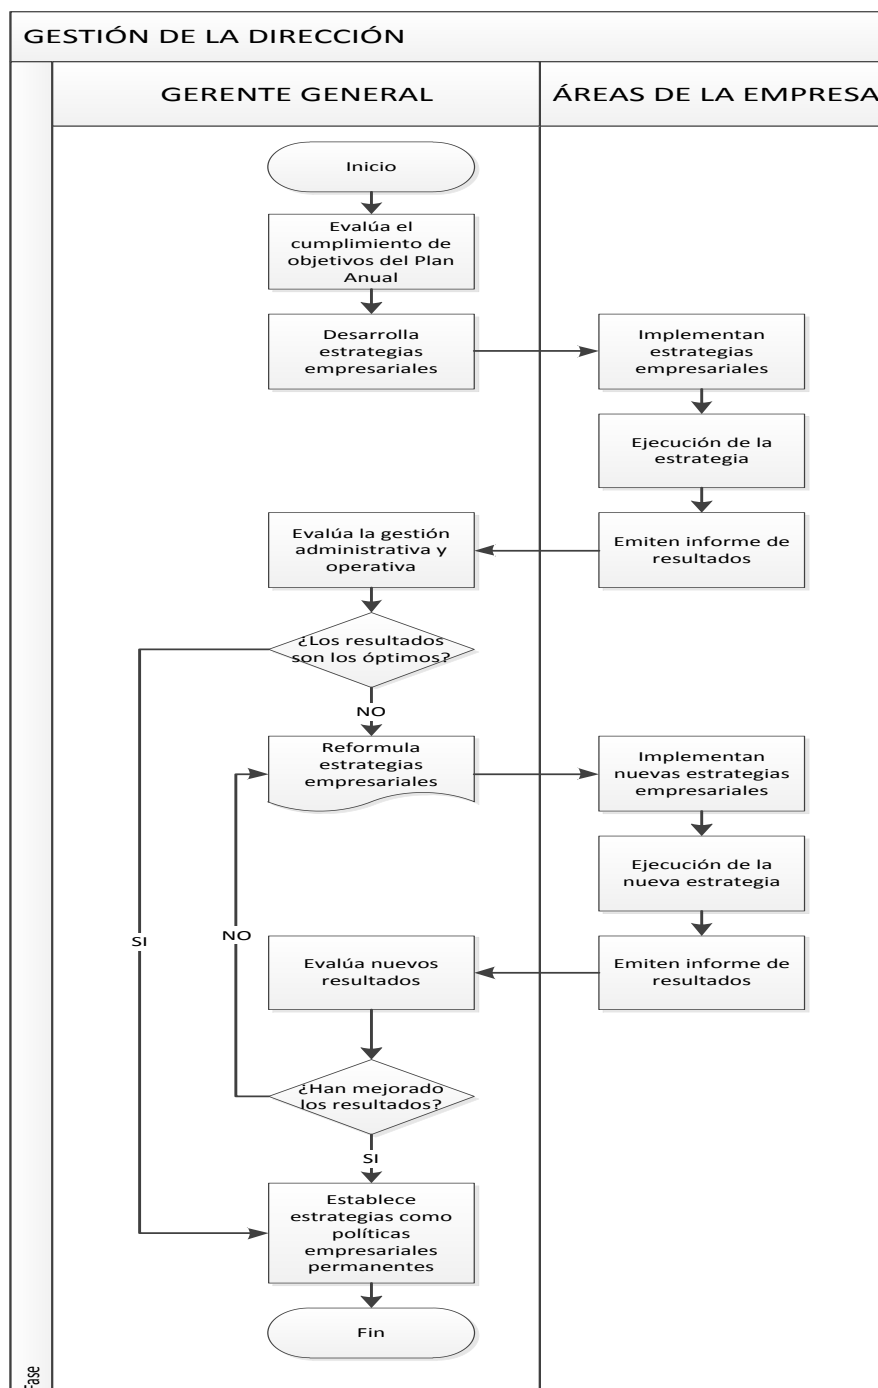 GESTIÓN DE LA DIRECCIÓN
GERENTE GENERAL
ÁREAS DE LA EMPRESA
Inicio
Evalúa el
cumplimiento de
objetivos del Plan
Anual
Desarrolla
estrategias
empresariales
Implementan
estrategias
empresariales
Ejecución de la
estrategia
Emiten informe de
resultados
Evalúa la gestión
administrativa y
operativa
¿Los resultados
son los óptimos?
NO
Reformula
estrategias
empresariales
Implementan
nuevas estrategias
empresariales
Ejecución de la
nueva estrategia
Emiten informe de
resultados
Evalúa nuevos
resultados
SI
NO
¿Han mejorado
los resultados?
SI
Establece
estrategias como
políticas
empresariales
permanentes
Fin
Fase